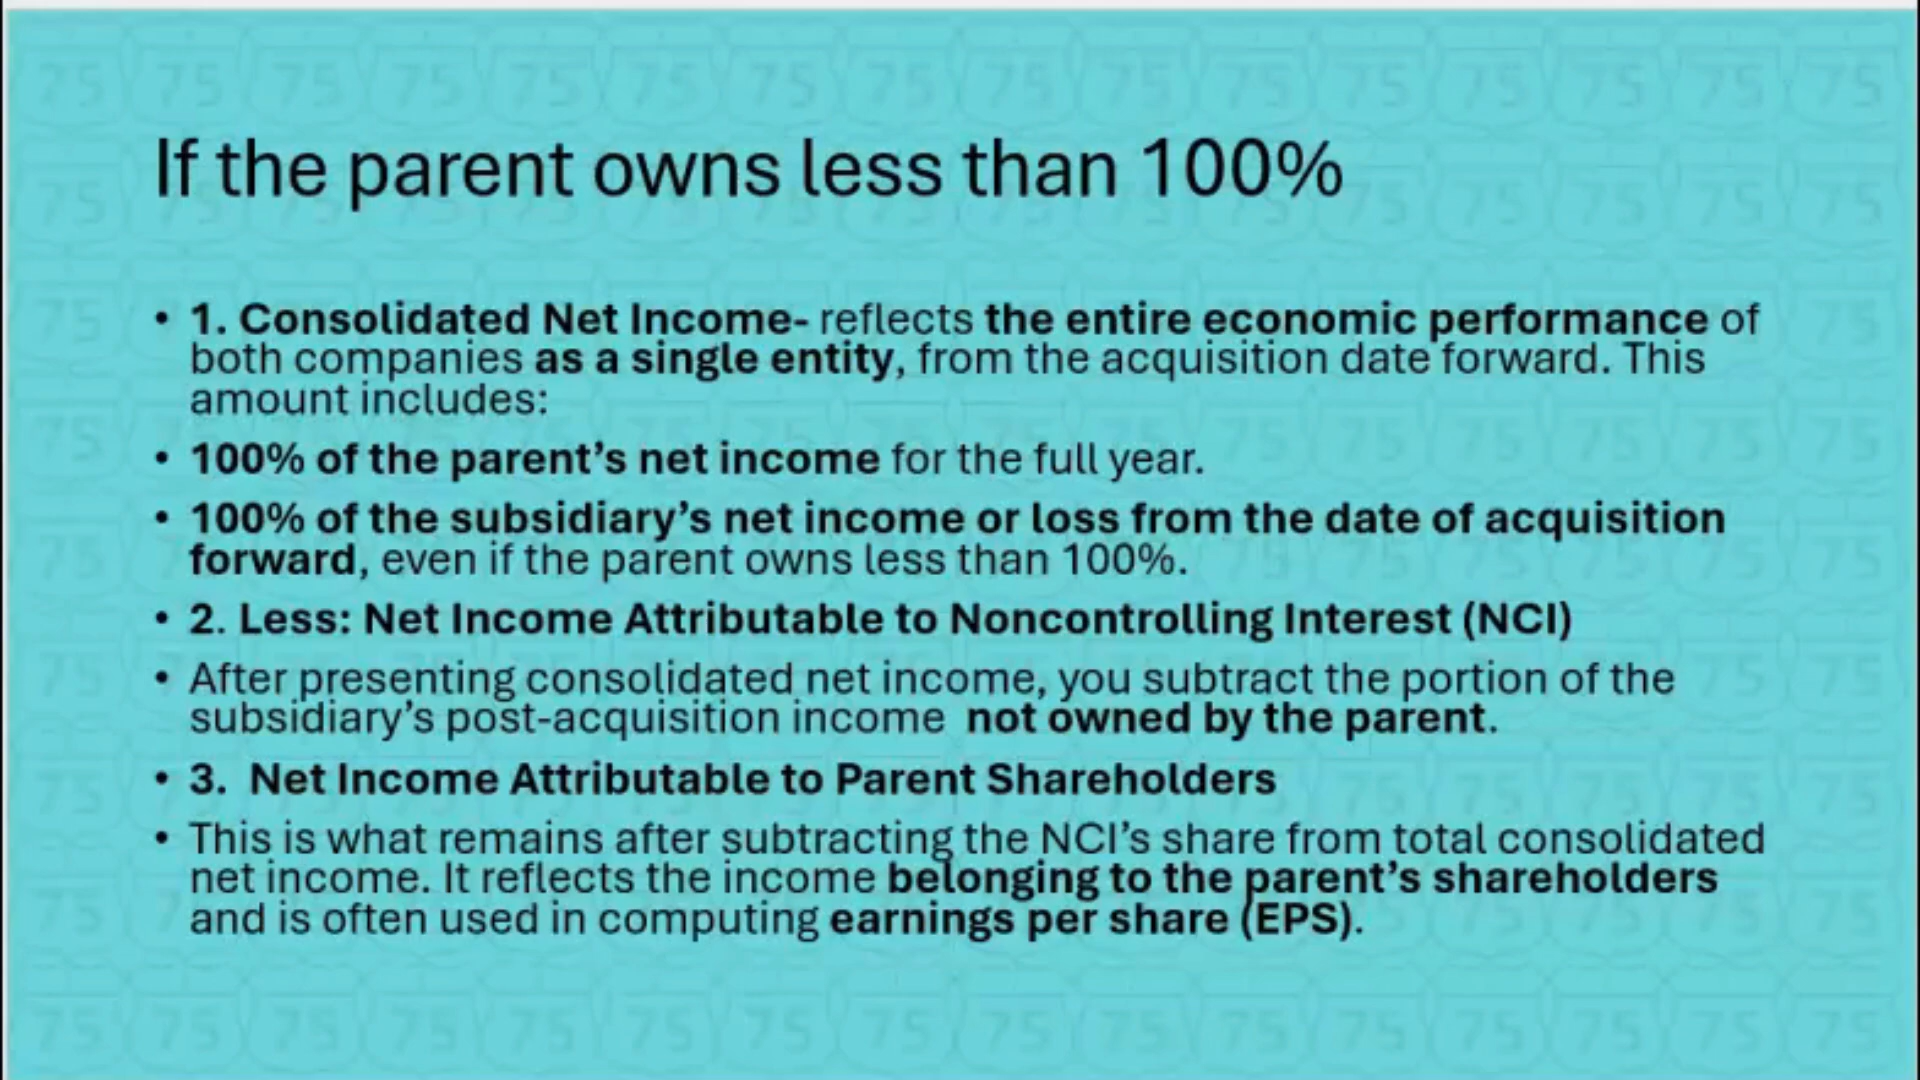 If the parent owns less than 100%
• 1. Consolidated Net Income- reflects the entire economic performance of
both companies as a single entity, from the acquisition date forward. This
amount includes:
• 100% of the parent’s net income for the full year.
• 100% of the subsidiary’s net income or loss from the date of acquisition
forward, even if the parent owns less than 100%.
• 2. Less: Net Income Attributable to Noncontrolling Interest (NCI)
• After presenting consolidated net income, you subtract the portion of the
subsidiary’s post-acquisition income  not owned by the parent.
• 3.  Net Income Attributable to Parent Shareholders
• This is what remains after subtracting the NCI’s share from total consolidated
net income. It reflects the income belonging to the parent’s shareholders
and is often used in computing earnings per share (EPS).